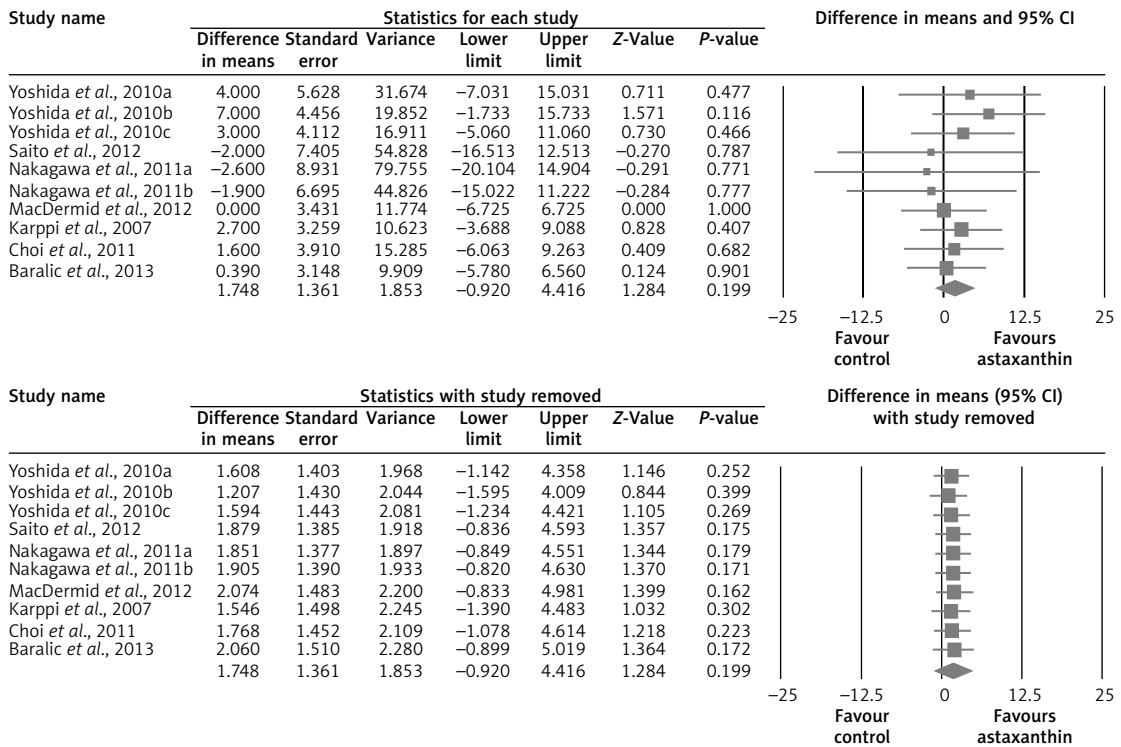 Study name Statistics for each study Difference in means and 95% CI
Difference Standard Variance Lower Upper Z-Value P-value
in means error limit limit
Yoshida et al., 2010a 4.000 5.628 31.674 –7.031 15.031 0.711 0.477
Yoshida et al., 2010b 7.000 4.456 19.852 –1.733 15.733 1.571 0.116
Yoshida et al., 2010c 3.000 4.112 16.911 –5.060 11.060 0.730 0.466
Saito et al., 2012 –2.000 7.405 54.828 –16.513 12.513 –0.270 0.787
Nakagawa et al., 2011a –2.600 8.931 79.755 –20.104 14.904 –0.291 0.771
Nakagawa et al., 2011b –1.900 6.695 44.826 –15.022 11.222 –0.284 0.777
MacDermid et al., 2012 0.000 3.431 11.774 –6.725 6.725 0.000 1.000
Karppi et al., 2007 2.700 3.259 10.623 –3.688 9.088 0.828 0.407
Choi et al., 2011 1.600 3.910 15.285 –6.063 9.263 0.409 0.682
Baralic et al., 2013 0.390 3.148 9.909 –5.780 6.560 0.124 0.901
1.748 1.361 1.853 –0.920 4.416 1.284 0.199
–25 –12.5 0 12.5 25
Favour Favours
control astaxanthin
Study name Statistics with study removed Difference in means (95% CI)
Difference Standard Variance Lower Upper Z-Value P-value with study removed
in means error limit limit
Yoshida et al., 2010a 1.608 1.403 1.968 –1.142 4.358 1.146 0.252
Yoshida et al., 2010b 1.207 1.430 2.044 –1.595 4.009 0.844 0.399
Yoshida et al., 2010c 1.594 1.443 2.081 –1.234 4.421 1.105 0.269
Saito et al., 2012 1.879 1.385 1.918 –0.836 4.593 1.357 0.175
Nakagawa et al., 2011a 1.851 1.377 1.897 –0.849 4.551 1.344 0.179
Nakagawa et al., 2011b 1.905 1.390 1.933 –0.820 4.630 1.370 0.171
MacDermid et al., 2012 2.074 1.483 2.200 –0.833 4.981 1.399 0.162
Karppi et al., 2007 1.546 1.498 2.245 –1.390 4.483 1.032 0.302
Choi et al., 2011 1.768 1.452 2.109 –1.078 4.614 1.218 0.223
Baralic et al., 2013 2.060 1.510 2.280 –0.899 5.019 1.364 0.172
1.748 1.361 1.853 –0.920 4.416 1.284 0.199
–25 –12.5 0 12.5 25
Favour Favours
control astaxanthin